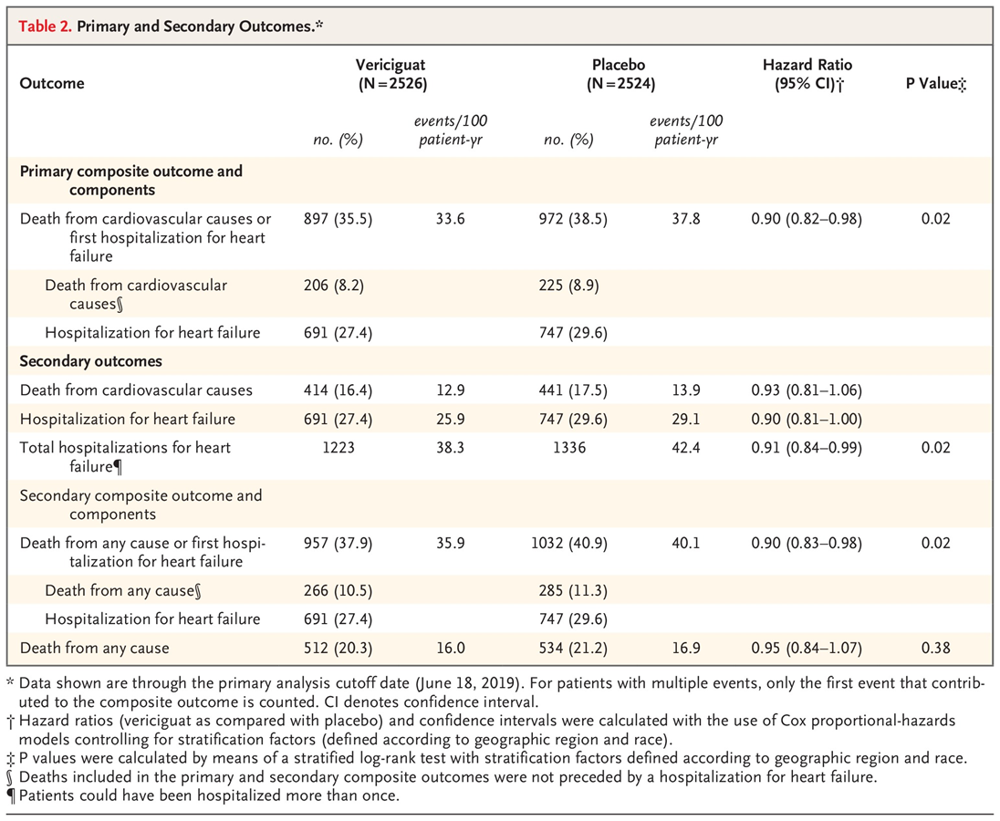 Table 2. Primary and Secondary Outcomes.*
Outcome Vericiguat (N=2526) Placebo (N=2524) Hazard Ratio (95% CI)† P Value‡
no. (%) events/100 patient-yr no. (%) events/100 patient-yr
Primary composite outcome and
components
Death from cardiovascular causes or 897 (35.5) 33.6 972 (38.5) 37.8 0.90 (0.82–0.98) 0.02
first hospitalization for heart
failure
Death from cardiovascular 206 (8.2) 225 (8.9)
causes§
Hospitalization for heart failure 691 (27.4) 747 (29.6)
Secondary outcomes
Death from cardiovascular causes 414 (16.4) 12.9 441 (17.5) 13.9 0.93 (0.81–1.06)
Hospitalization for heart failure 691 (27.4) 25.9 747 (29.6) 29.1 0.90 (0.81–1.00)
Total hospitalizations for heart 1223 38.3 1336 42.4 0.91 (0.84–0.99) 0.02
failure¶
Secondary composite outcome and
components
Death from any cause or first hospi- 957 (37.9) 35.9 1032 (40.9) 40.1 0.90 (0.83–0.98) 0.02
talization for heart failure
Death from any cause§ 266 (10.5) 285 (11.3)
Hospitalization for heart failure 691 (27.4) 747 (29.6)
Death from any cause 512 (20.3) 16.0 534 (21.2) 16.9 0.95 (0.84–1.07) 0.38
* Data shown are through the primary analysis cutoff date (June 18, 2019). For patients with multiple events, only the first event that contrib-
uted to the composite outcome is counted. CI denotes confidence interval.
† Hazard ratios (vericiguat as compared with placebo) and confidence intervals were calculated with the use of Cox proportional-hazards
models controlling for stratification factors (defined according to geographic region and race).
‡ P values were calculated by means of a stratified log-rank test with stratification factors defined according to geographic region and race.
§ Deaths included in the primary and secondary composite outcomes were not preceded by a hospitalization for heart failure.
¶ Patients could have been hospitalized more than once.